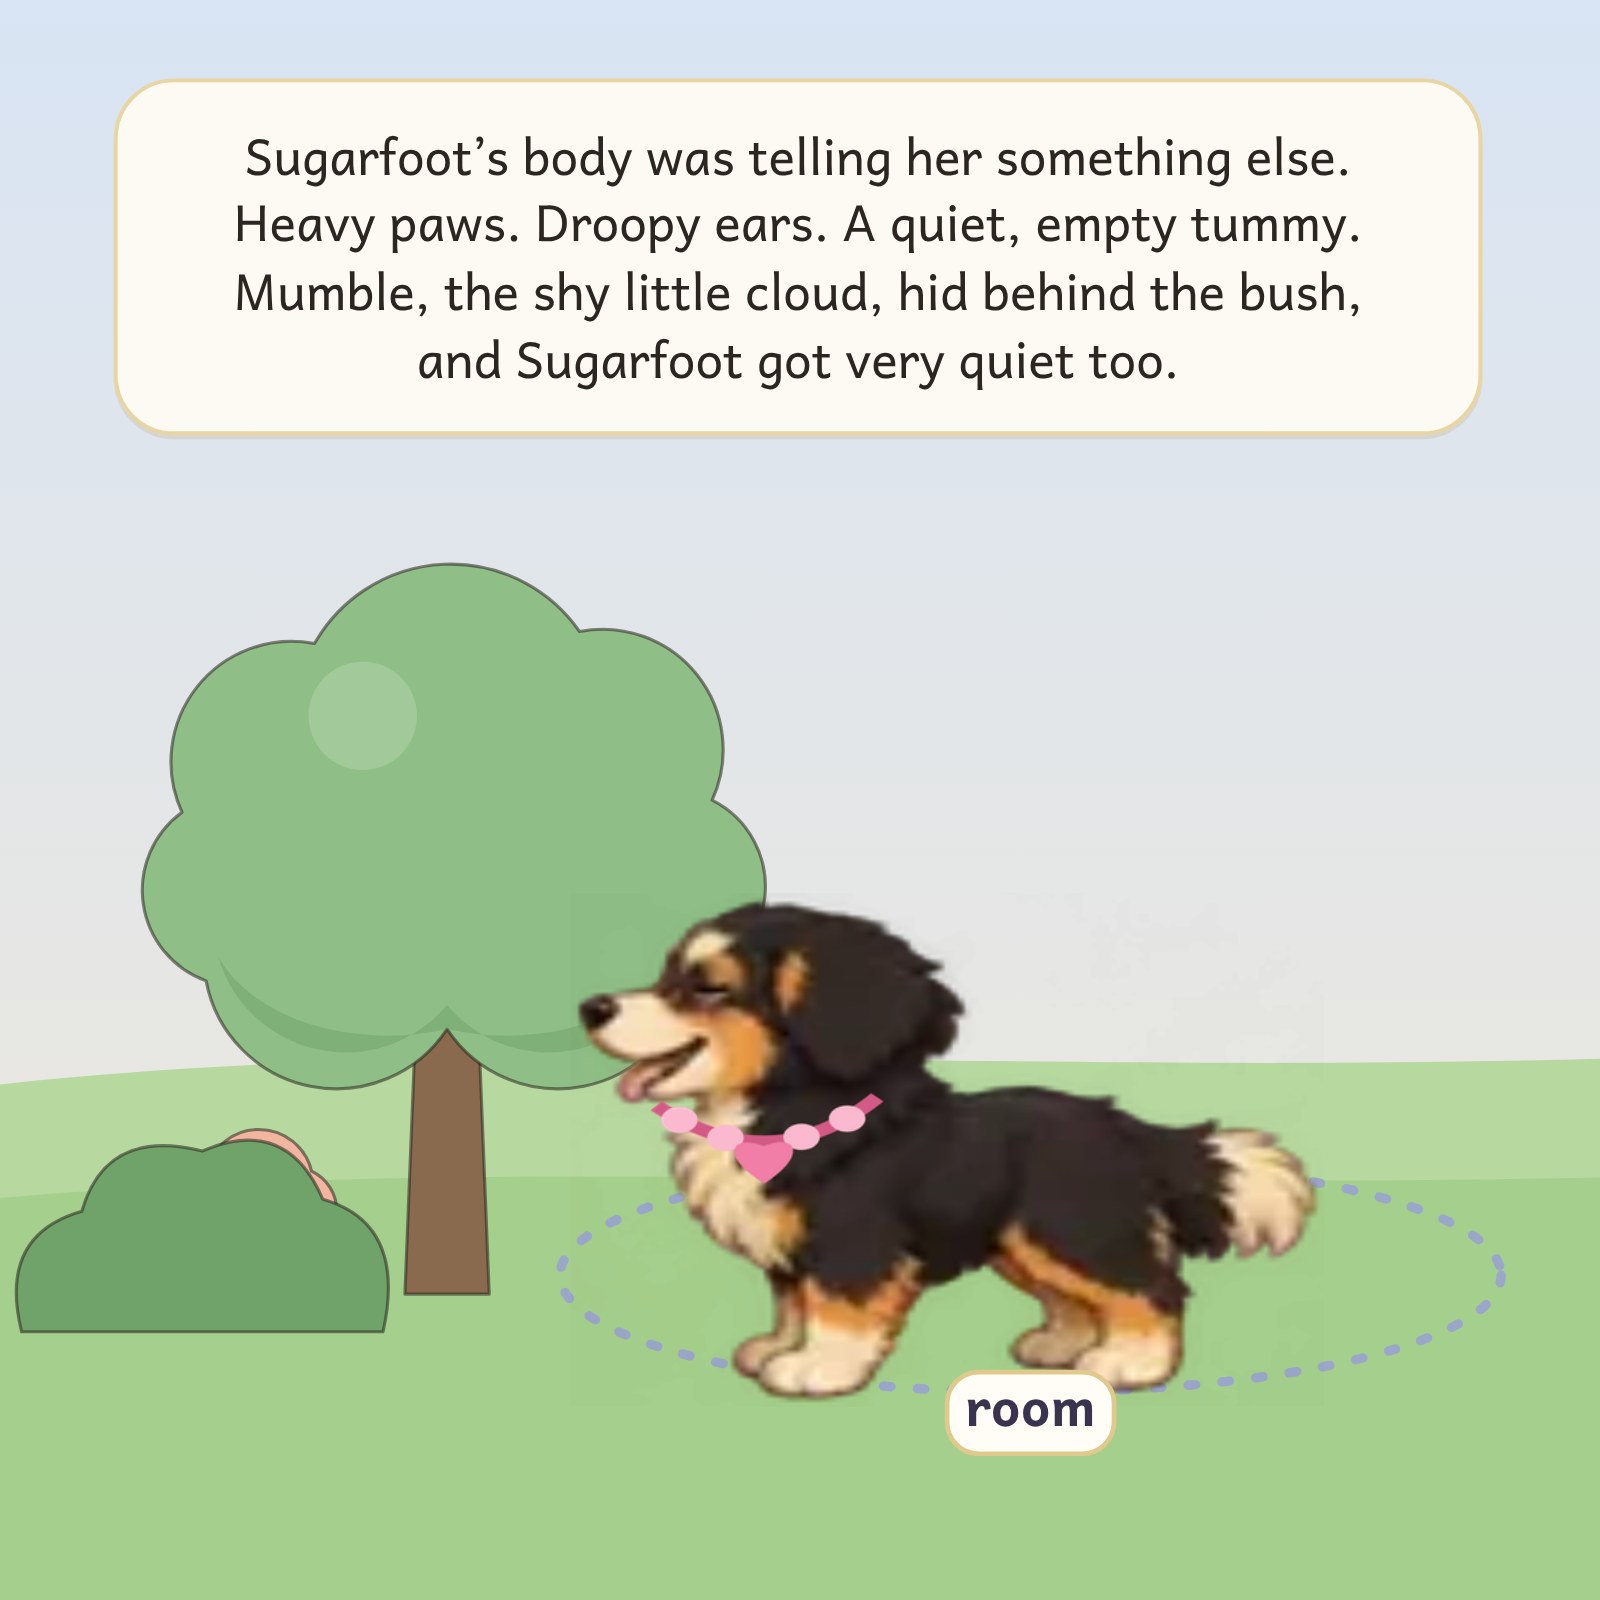 Sugarfoot’s body was telling her something else.
Heavy paws. Droopy ears. A quiet, empty tummy.
Mumble, the shy little cloud, hid behind the bush,
and Sugarfoot got very quiet too.
room